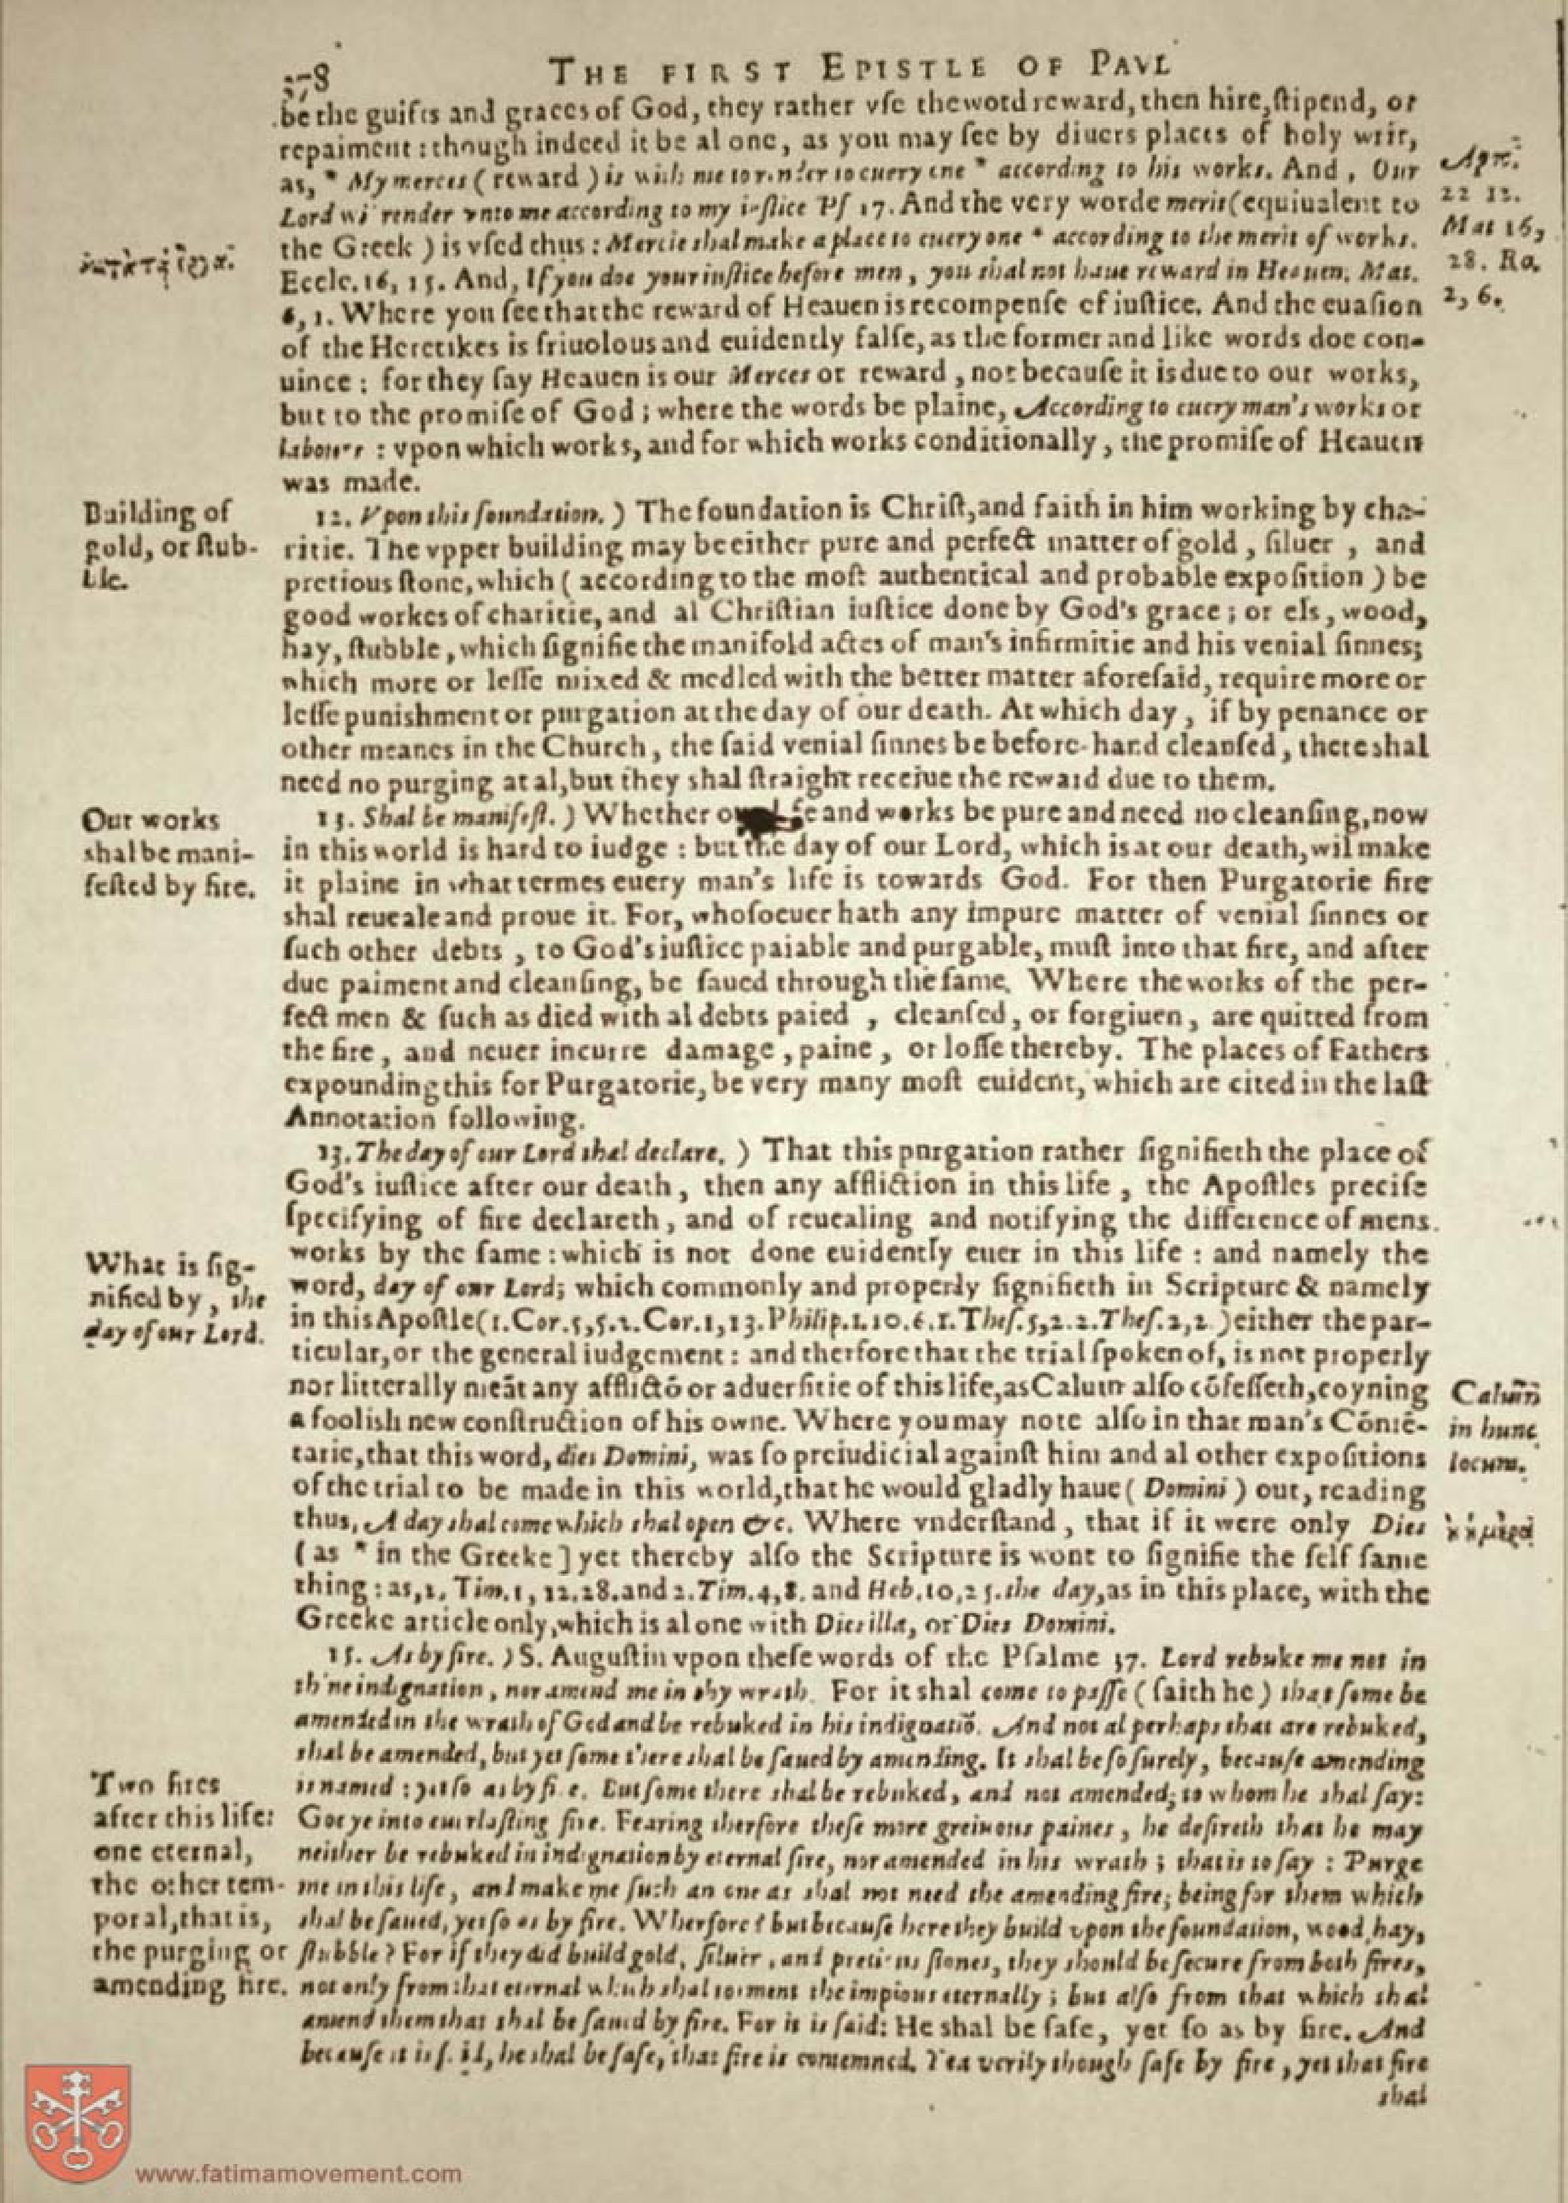 THE FIRST EPISTLE OF PAVL
be the guifts and graces of God, they rather vſe the word reward, then hire, ſtipend, or
repaiment : though indeed it be al one, as you may ſee by diuers places of holy writ,
as, * My merces ( reward ) is with me to render to euery one * according to his works. And, Our
Lord wi render vnto me according to my iuſtice Pſ 17. And the very worde merit ( equiualent to
the Greek ) is vſed thus : Mercie shal make a place to euery one * according to the merit of works.
Eccle. 16, 15. And, If you doe your iuſtice before men, you shal not haue reward in Heauen. Mat.
6, 1. Where you ſee that the reward of Heauen is recompenſe of iuſtice. And the euaſion
of the Heretikes is friuolous and euidently falſe, as the former and like words doe con-
uince : for they ſay Heauen is our Merces or reward, not becauſe it is due to our works,
but to the promiſe of God ; where the words be plaine, According to euery man's works or
labours : vpon which works, and for which works conditionally, the promiſe of Heauen
was made.
Apoc.
22 12.
Mat 16,
28. Ro.
2, 6.
Building of
gold, or ſtub-
ble.
12. Vpon this foundation. ) The foundation is Chriſt, and faith in him working by cha-
ritie. The vpper building may be either pure and perfect matter of gold, ſiluer, and
pretious ſtone, which ( according to the moſt authentical and probable expoſition ) be
good workes of charitie, and al Chriſtian iuſtice done by God's grace ; or els, wood,
hay, ſtubble, which ſignifie the manifold actes of man's infirmitie and his venial ſinnes;
which more or leſſe mixed & medled with the better matter aforeſaid, require more or
leſſe punishment or purgation at the day of our death. At which day, if by penance or
other meanes in the Church, the ſaid venial ſinnes be before-hand cleanſed, there shal
need no purging at al, but they shal ſtraight receiue the reward due to them.
Our works
shal be mani-
feſted by fire.
13. Shal be manifeſt. ) Whether and works be pure and need no cleanſing, now
in this world is hard to iudge : but the day of our Lord, which is at our death, wil make
it plaine in what termes euery man's life is towards God. For then Purgatorie fire
shal reueale and proue it. For, whoſoeuer hath any impure matter of venial ſinnes or
ſuch other debts, to God's iuſtice paiable and purgable, muſt into that fire, and after
due paiment and cleanſing, be ſaued through the ſame. Where the works of the per-
fect men & ſuch as died with al debts paied, cleanſed, or forgiuen, are quitted from
the fire, and neuer incurre damage, paine, or loſſe thereby. The places of Fathers
expounding this for Purgatorie, be very many moſt euident, which are cited in the laſt
Annotation following.
13. The day of our Lord shal declare. ) That this purgation rather ſignifieth the place of
God's iuſtice after our death, then any affliction in this life, the Apoſtles preciſe
ſpecifying of fire declareth, and of reuealing and notifying the difference of mens
works by the ſame : which is not done euidently euer in this life : and namely the
word, day of our Lord; which commonly and properly ſignifieth in Scripture & namely
in this Apoſtle ( 1. Cor. 5, 5. 2. Cor. 1, 13. Philip. 1. 10. 6. 1. Theſ. 5, 2. 2. Theſ. 2, 2 ) either the par-
ticular, or the general iudgement : and therfore that the trial ſpoken of, is not properly
nor litterally meāt any afflictō or aduerſitie of this life, as Caluin alſo cōfeſſeth, coyning
a foolish new conſtruction of his owne. Where you may note alſo in that man's Cōmē-
tarie, that this word, dies Domini, was ſo preiudicial againſt him and al other expoſitions
of the trial to be made in this world, that he would gladly haue ( Domini ) out, reading
thus, A day shal come which shal open &c. Where vnderſtand, that if it were only Dies
[ as * in the Greeke ] yet thereby alſo the Scripture is wont to ſignifie the ſelf ſame
thing : as, 2. Tim. 1, 12. 28. and 2. Tim. 4, 8. and Heb. 10, 25. the day, as in this place, with the
Greeke article only, which is al one with Dies illa, or Dies Domini.
What is ſig-
nified by, the
day of our Lord.
Caluin
in hunc
locum.
15. As by fire. ) S. Auguſtin vpon theſe words of the Pſalme 37. Lord rebuke me not in
thine indignation, nor amend me in thy wrath. For it shal come to paſſe ( ſaith he ) that ſome be
amended in the wrath of God and be rebuked in his indignatiō. And not al perhaps that are rebuked,
shal be amended, but yet ſome there shal be ſaued by amending. It shal be ſo ſurely, becauſe amending
is named : yet ſo as by fire. But ſome there shal be rebuked, and not amended; to whom he shal ſay:
Goe ye into euerlaſting fire. Fearing therfore theſe more greiuous paines, he deſireth that he may
neither be rebuked in indignation by eternal fire, nor amended in his wrath ; that is to ſay : Purge
me in this life, and make me ſuch an one as shal not need the amending fire; being for them which
shal be ſaued, yet ſo as by fire. Wherfore? but becauſe here they build vpon the foundation, wood, hay,
ſtubble? For if they did build gold, ſiluer, and pretious ſtones, they should be ſecure from both fires,
not only from that eternal which shal torment the impious eternally ; but alſo from that which shal
amend them that shal be ſaued by fire. For it is ſaid: He shal be ſafe, yet ſo as by fire. And
becauſe it is ſaid, he shal be ſafe, that fire is contemned. Yea verily though ſafe by fire, yet that fire
shal
Two fires
after this life:
one eternal,
the other tem-
poral, that is,
the purging or
amending fire.
www.fatimamovement.com